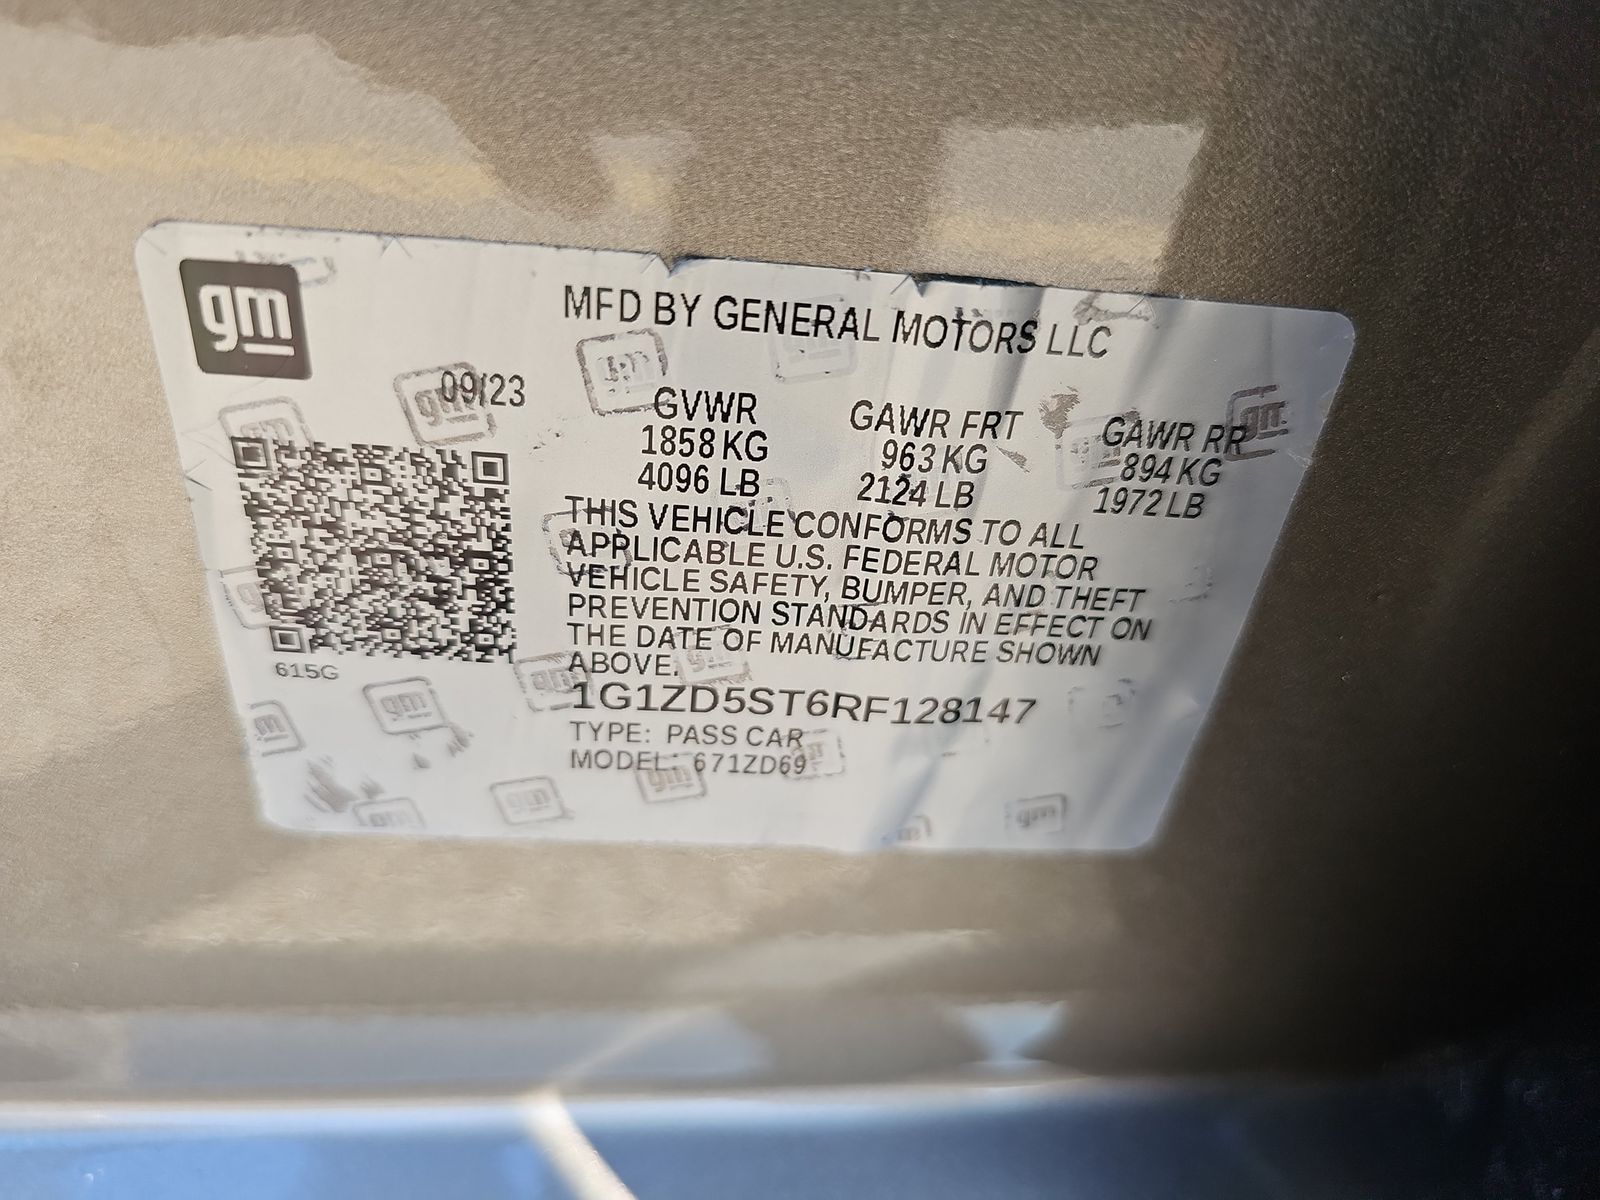 gm
MFD BY GENERAL MOTORS LLC
09/23
GVWR GAWR FRT GAWR RR
1858 KG 963 KG 894 KG
4096 LB 2124 LB 1972 LB
THIS VEHICLE CONFORMS TO ALL
APPLICABLE U.S. FEDERAL MOTOR
VEHICLE SAFETY, BUMPER, AND THEFT
PREVENTION STANDARDS IN EFFECT ON
THE DATE OF MANUFACTURE SHOWN
ABOVE.
615G
1G1ZD5ST6RF128147
TYPE: PASS CAR
MODEL: 671ZD69